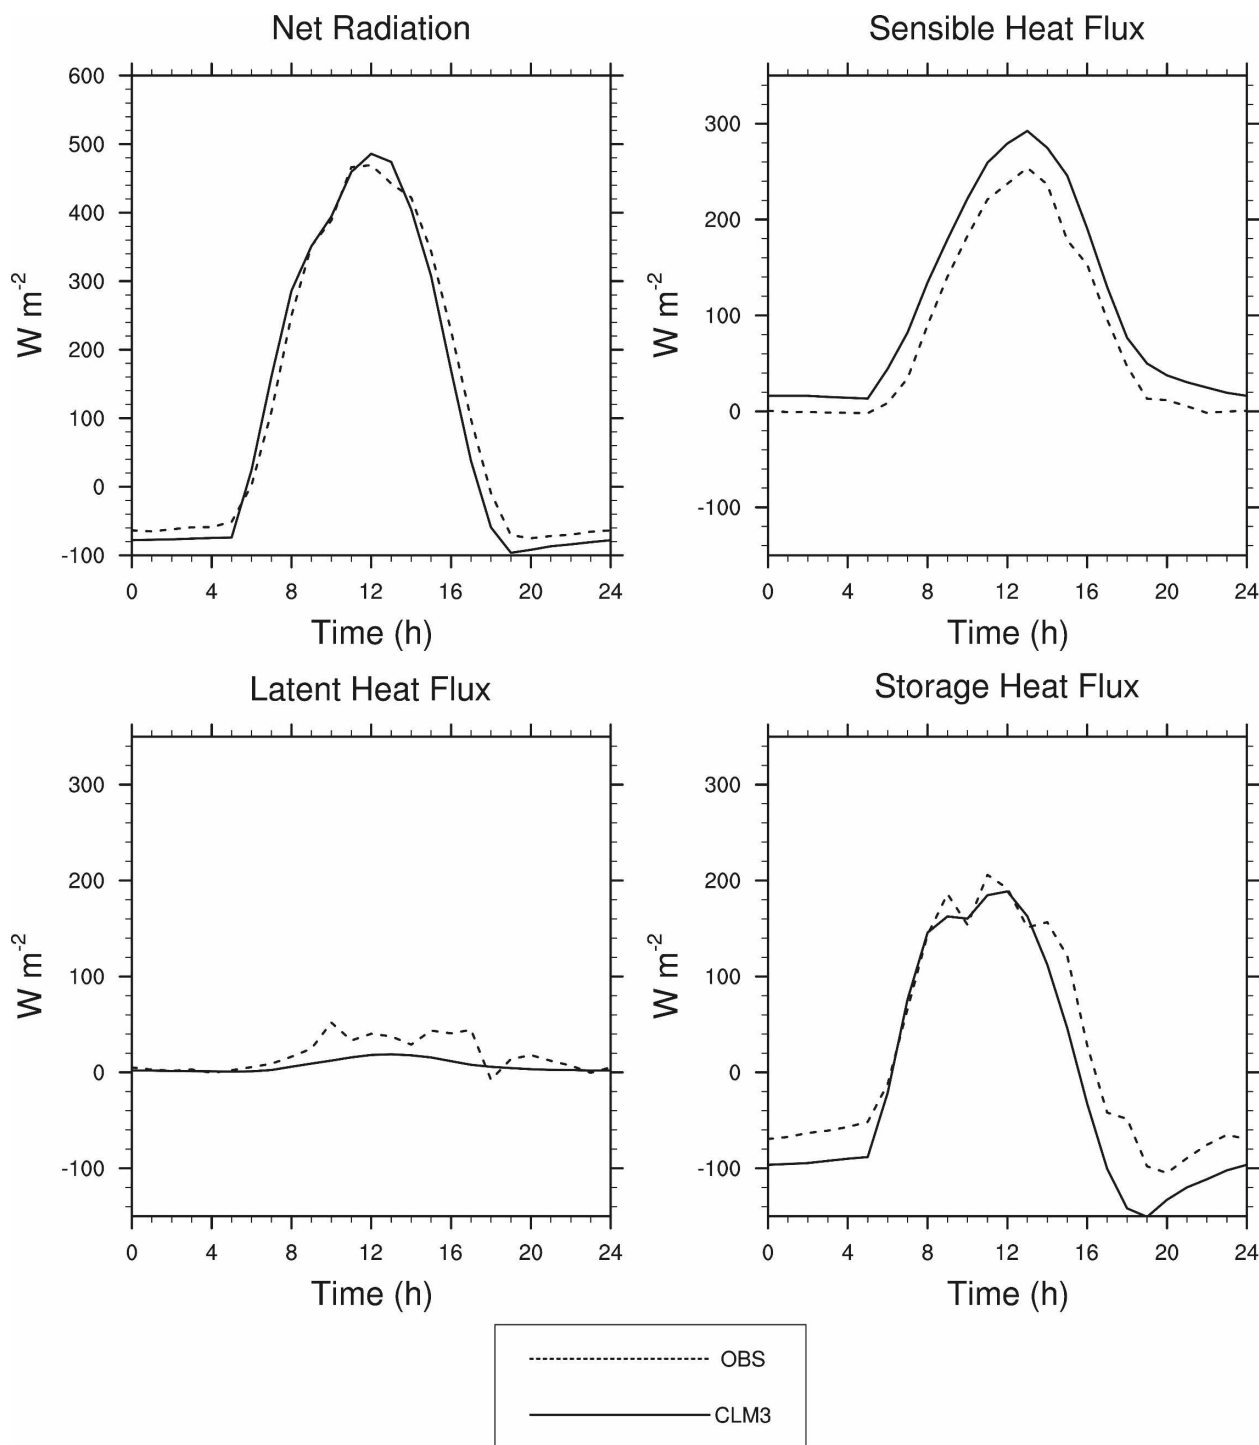 Net Radiation
600
500
400
300
200
100
0
-100
W m-2
0 4 8 12 16 20 24
Time (h)
Sensible Heat Flux
300
200
100
0
-100
W m-2
0 4 8 12 16 20 24
Time (h)
Latent Heat Flux
300
200
100
0
-100
W m-2
0 4 8 12 16 20 24
Time (h)
Storage Heat Flux
300
200
100
0
-100
W m-2
0 4 8 12 16 20 24
Time (h)
OBS
CLM3